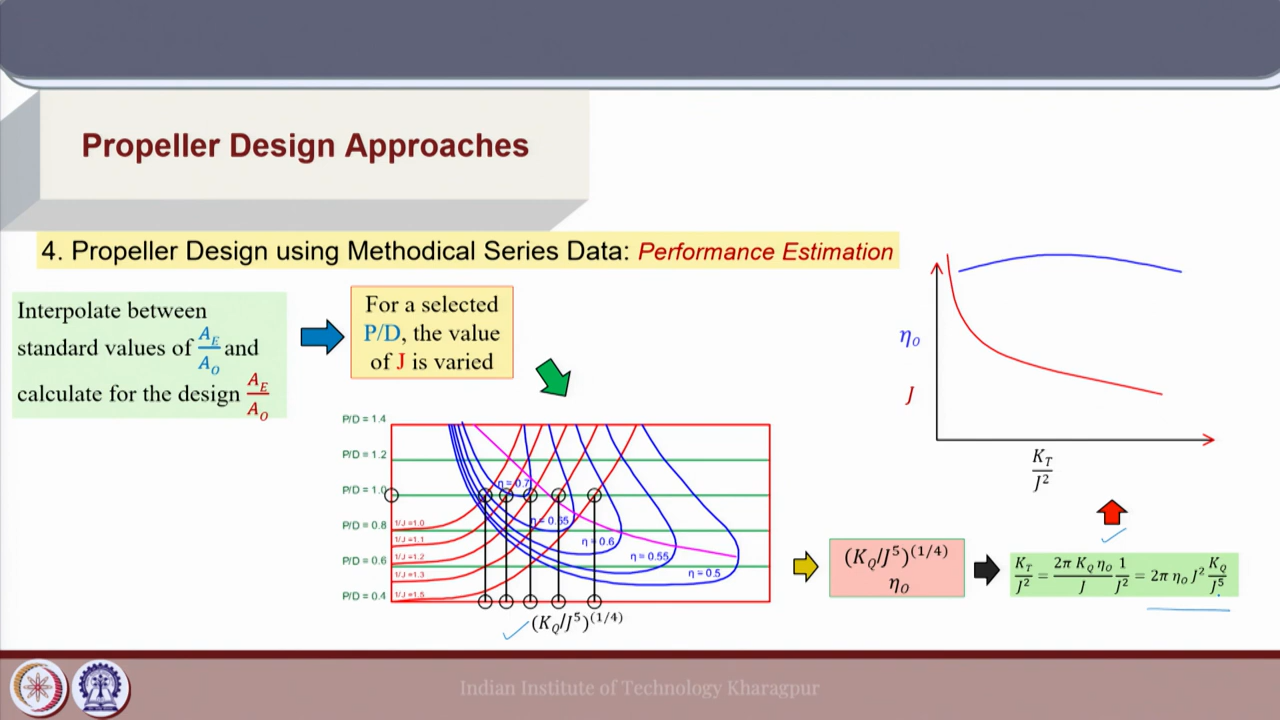 Propeller Design Approaches
4. Propeller Design using Methodical Series Data: Performance Estimation
Interpolate between
standard values of A_E/A_O and
calculate for the design A_E/A_O
For a selected
P/D, the value
of J is varied
P/D = 1.4
P/D = 1.2
P/D = 1.0
P/D = 0.8
P/D = 0.6
P/D = 0.4
1/J =1.0
1/J =1.1
1/J =1.2
1/J =1.3
1/J =1.5
η = 0.7
η = 0.65
η = 0.6
η = 0.55
η = 0.5
(K_Q/J^5)^(1/4)
(K_Q/J^5)^(1/4)
η_O
K_T/J^2 = 2π K_Q η_O/J 1/J^2 = 2π η_O J^2 K_Q/J^5
η_O
J
K_T/J^2
Indian Institute of Technology Kharagpur